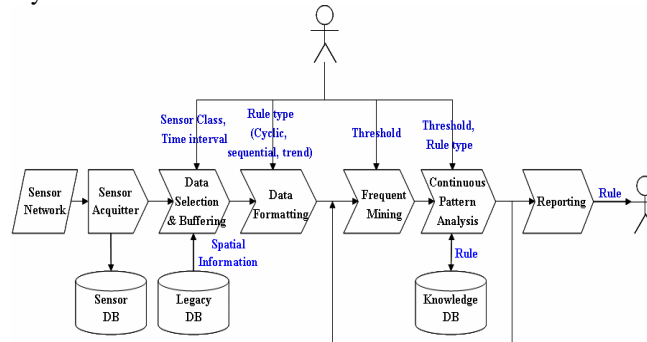 y
Sensor Class,
Time interval
Rule type
(Cyclic,
sequential, trend)
Threshold
Threshold,
Rule type
Sensor
Network
Sensor
Acquitter
Data
Selection
& Buffering
Data
Formatting
Frequent
Mining
Continuous
Pattern
Analysis
Reporting
Rule
Spatial
Information
Rule
Sensor
DB
Legacy
DB
Knowledge
DB